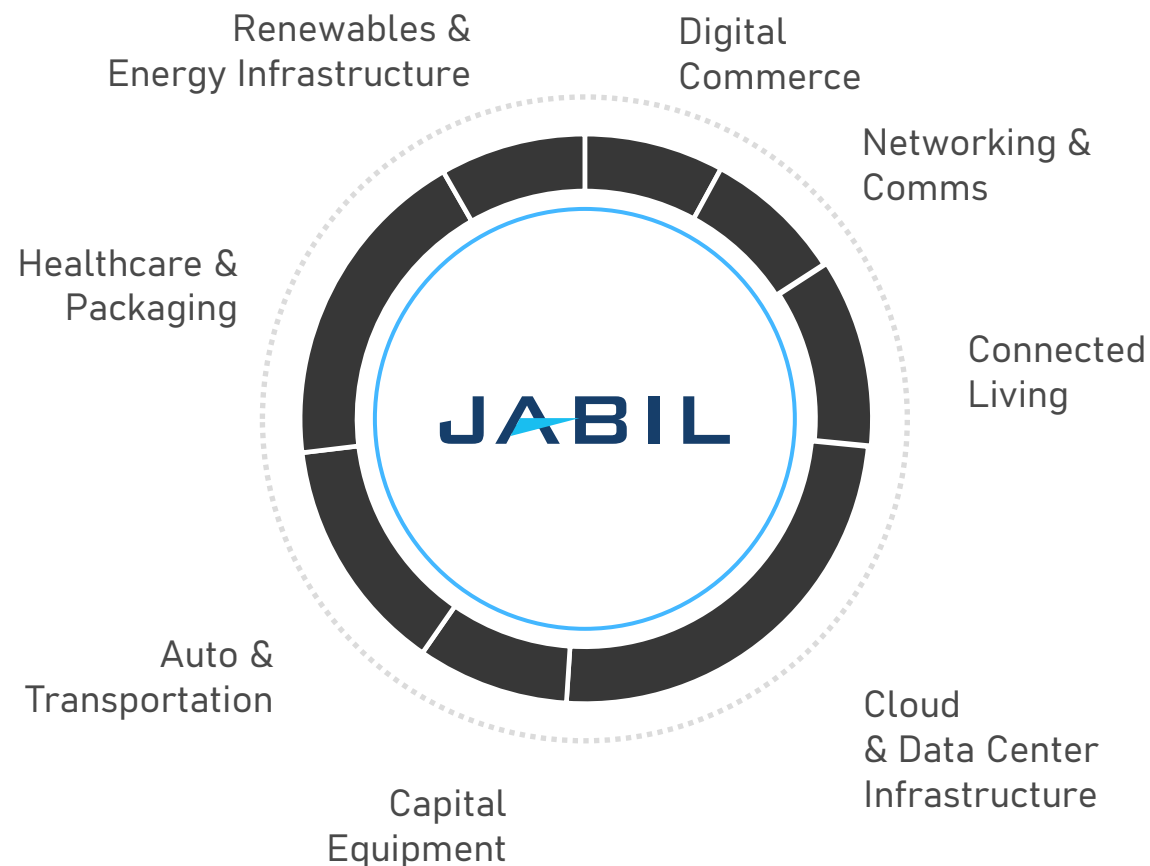 Renewables &
Energy Infrastructure
Digital
Commerce
Networking &
Comms
Healthcare &
Packaging
Connected
Living
JABIL
Auto &
Transportation
Cloud
& Data Center
Infrastructure
Capital
Equipment